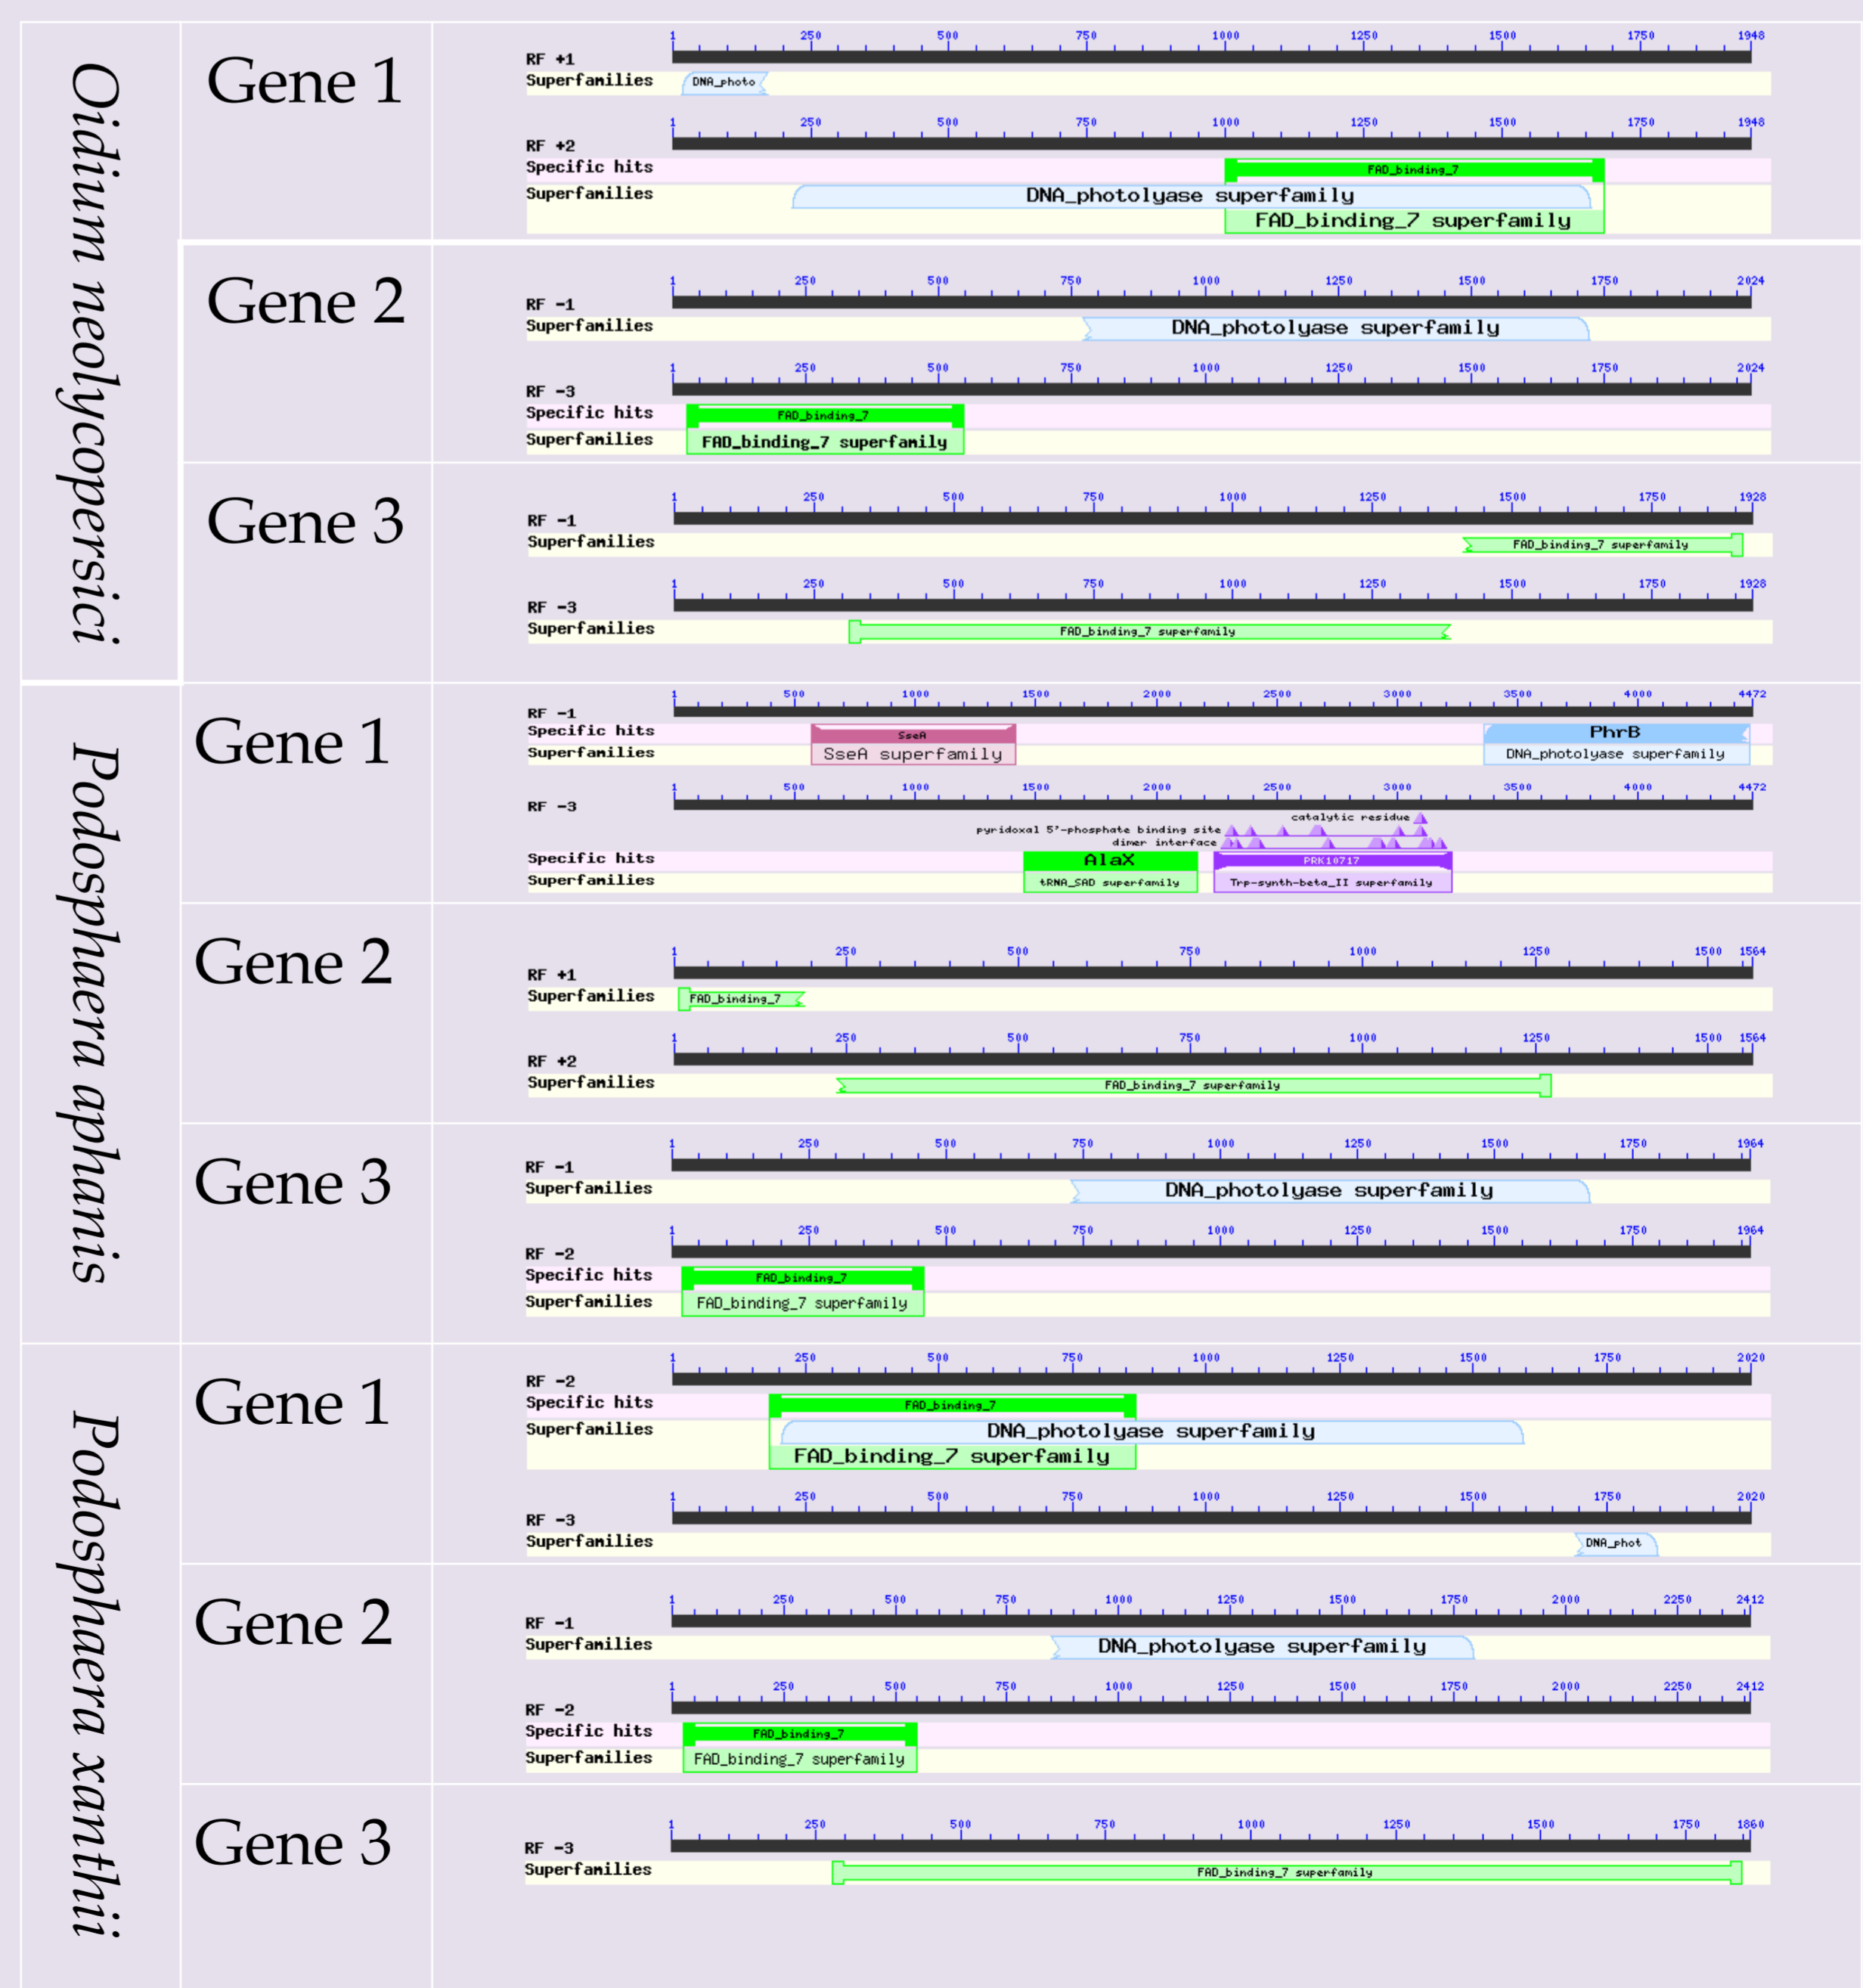 Oidium neolycopersici
Gene 1
1 250 500 750 1000 1250 1500 1750 1948
RF +1
Superfamilies DNA_photo
1 250 500 750 1000 1250 1500 1750 1948
RF +2
Specific hits FAD_binding_7
Superfamilies DNA_photolyase superfamily
FAD_binding_7 superfamily
Gene 2
1 250 500 750 1000 1250 1500 1750 2024
RF -1
Superfamilies DNA_photolyase superfamily
1 250 500 750 1000 1250 1500 1750 2024
RF -3
Specific hits FAD_binding_7
Superfamilies FAD_binding_7 superfamily
Gene 3
1 250 500 750 1000 1250 1500 1750 1928
RF -1
Superfamilies FAD_binding_7 superfamily
1 250 500 750 1000 1250 1500 1750 1928
RF -3
Superfamilies FAD_binding_7 superfamily
Podosphaera aphanis
Gene 1
1 500 1000 1500 2000 2500 3000 3500 4000 4472
RF -1
Specific hits SseA PhrB
Superfamilies SseA superfamily DNA_photolyase superfamily
1 500 1000 1500 2000 2500 3000 3500 4000 4472
RF -3
catalytic residue
pyridoxal 5'-phosphate binding site
dimer interface
Specific hits AlaX PRK10717
Superfamilies tRNA_SAD superfamily Trp-synth-beta_II superfamily
Gene 2
1 250 500 750 1000 1250 1500 1564
RF +1
Superfamilies FAD_binding_7
1 250 500 750 1000 1250 1500 1564
RF +2
Superfamilies FAD_binding_7 superfamily
Gene 3
1 250 500 750 1000 1250 1500 1750 1964
RF -1
Superfamilies DNA_photolyase superfamily
1 250 500 750 1000 1250 1500 1750 1964
RF -2
Specific hits FAD_binding_7
Superfamilies FAD_binding_7 superfamily
Podosphaera xanthii
Gene 1
1 250 500 750 1000 1250 1500 1750 2020
RF -2
Specific hits FAD_binding_7
Superfamilies DNA_photolyase superfamily
FAD_binding_7 superfamily
1 250 500 750 1000 1250 1500 1750 2020
RF -3
Superfamilies DNA_phot
Gene 2
1 250 500 750 1000 1250 1500 1750 2000 2250 2412
RF -1
Superfamilies DNA_photolyase superfamily
1 250 500 750 1000 1250 1500 1750 2000 2250 2412
RF -2
Specific hits FAD_binding_7
Superfamilies FAD_binding_7 superfamily
Gene 3
1 250 500 750 1000 1250 1500 1750 1860
RF -3
Superfamilies FAD_binding_7 superfamily